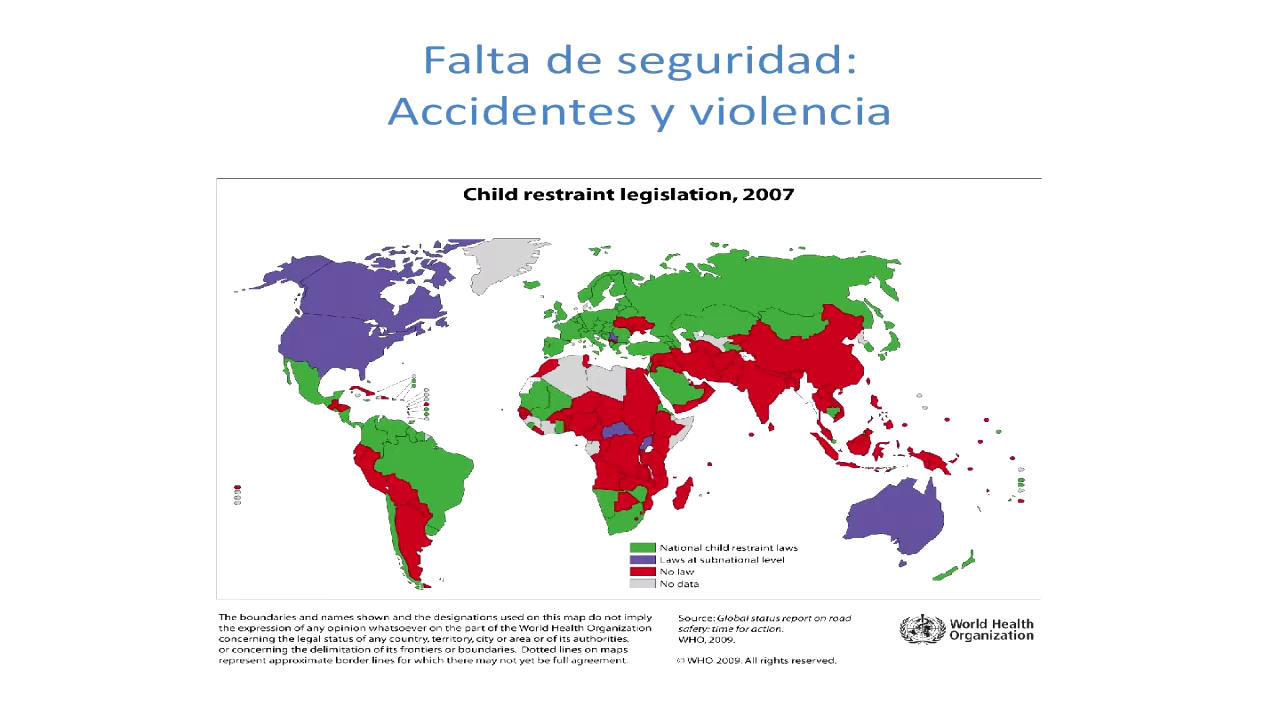 Falta de seguridad:
Accidentes y violencia
Child restraint legislation, 2007
National child restraint laws
Laws at subnational level
No law
No data
The boundaries and names shown and the designations used on this map do not imply
the expression of any opinion whatsoever on the part of the World Health Organization
concerning the legal status of any country, territory, city or area or of its authorities,
or concerning the delimitation of its frontiers or boundaries. Dotted lines on maps
represent approximate border lines for which there may not yet be full agreement.
Source: Global status report on road
safety: time for action.
WHO, 2009.
© WHO 2009. All rights reserved.
World Health
Organization